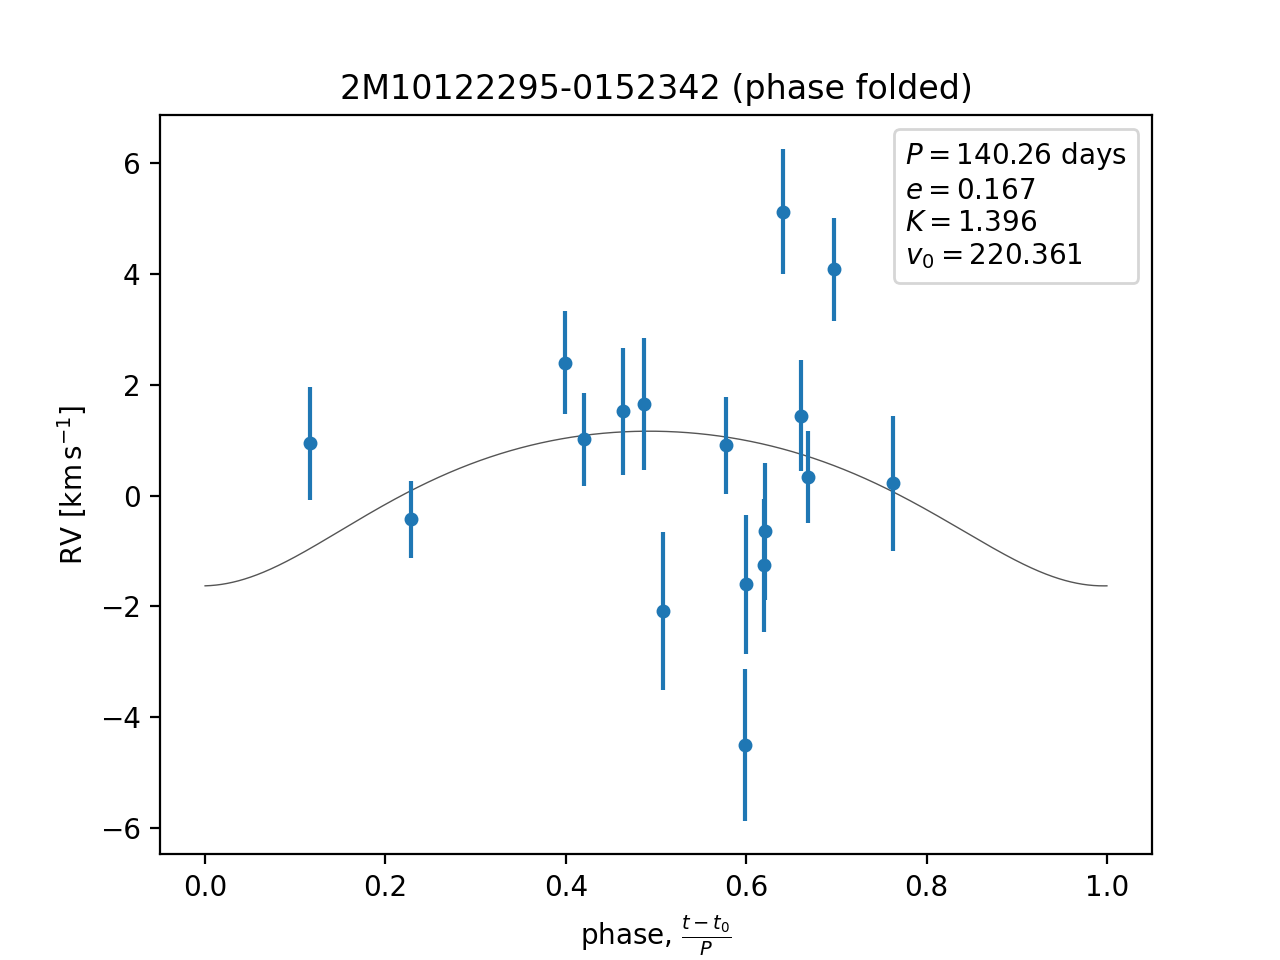 2M10122295-0152342 (phase folded)
P = 140.26 days
e = 0.167
K = 1.396
v₀ = 220.361
6
4
2
0
−2
−4
−6
RV [km s⁻¹]
0.0 0.2 0.4 0.6 0.8 1.0
phase, (t − t₀)/P